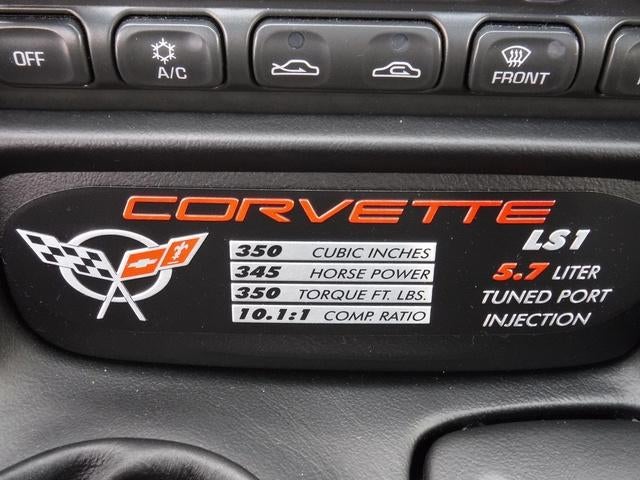 OFF
A/C
FRONT
CORVETTE
350 CUBIC INCHES
345 HORSE POWER
350 TORQUE FT. LBS.
10.1:1 COMP. RATIO
LS1
5.7 LITER
TUNED PORT
INJECTION